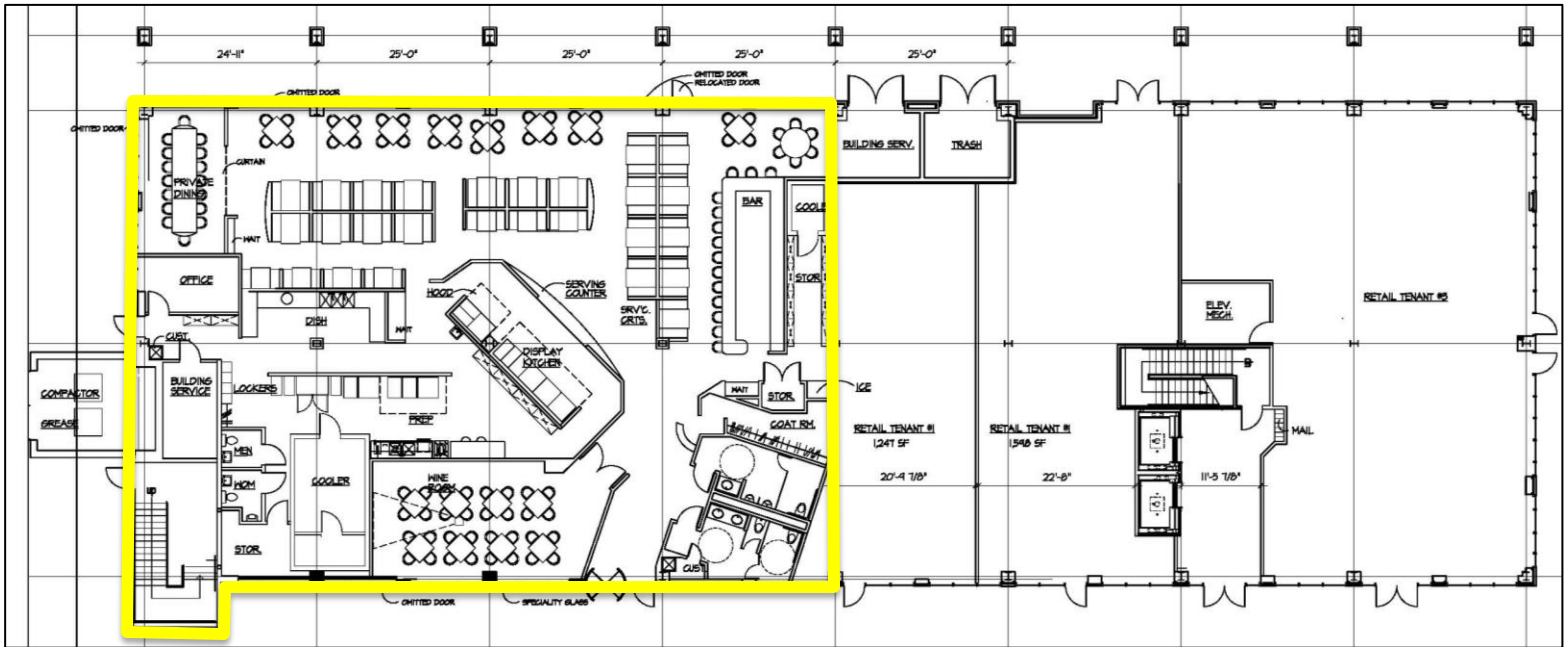 24'-11"
25'-0"
25'-0"
25'-0"
25'-0"
OMITTED DOOR
RELOCATED DOOR
OMITTED DOOR
OMITTED DOOR
CURTAIN
PRIVATE
DINING
WAIT
OFFICE
BUILDING SERV.
TRASH
BAR
COOLE
STOR
HOOD
SERVING
COUNTER
SRV'C.
CRTS.
DISH
WAIT
DISPLAY
KITCHEN
RETAIL TENANT #3
ELEV.
MECH.
CUST.
BUILDING
SERVICE
LOCKERS
COMPACTOR
GREASE
PREP
WAIT
STOR.
ICE
COAT RM.
RETAIL TENANT #1
1,247 SF
RETAIL TENANT #1
1,548 SF
MAIL
MEN
WOM
COOLER
WINE
ROOM
20'-4 7/8"
22'-8"
11'-5 7/8"
UP
STOR.
CUST.
OMITTED DOOR
SPECIALITY GLASS